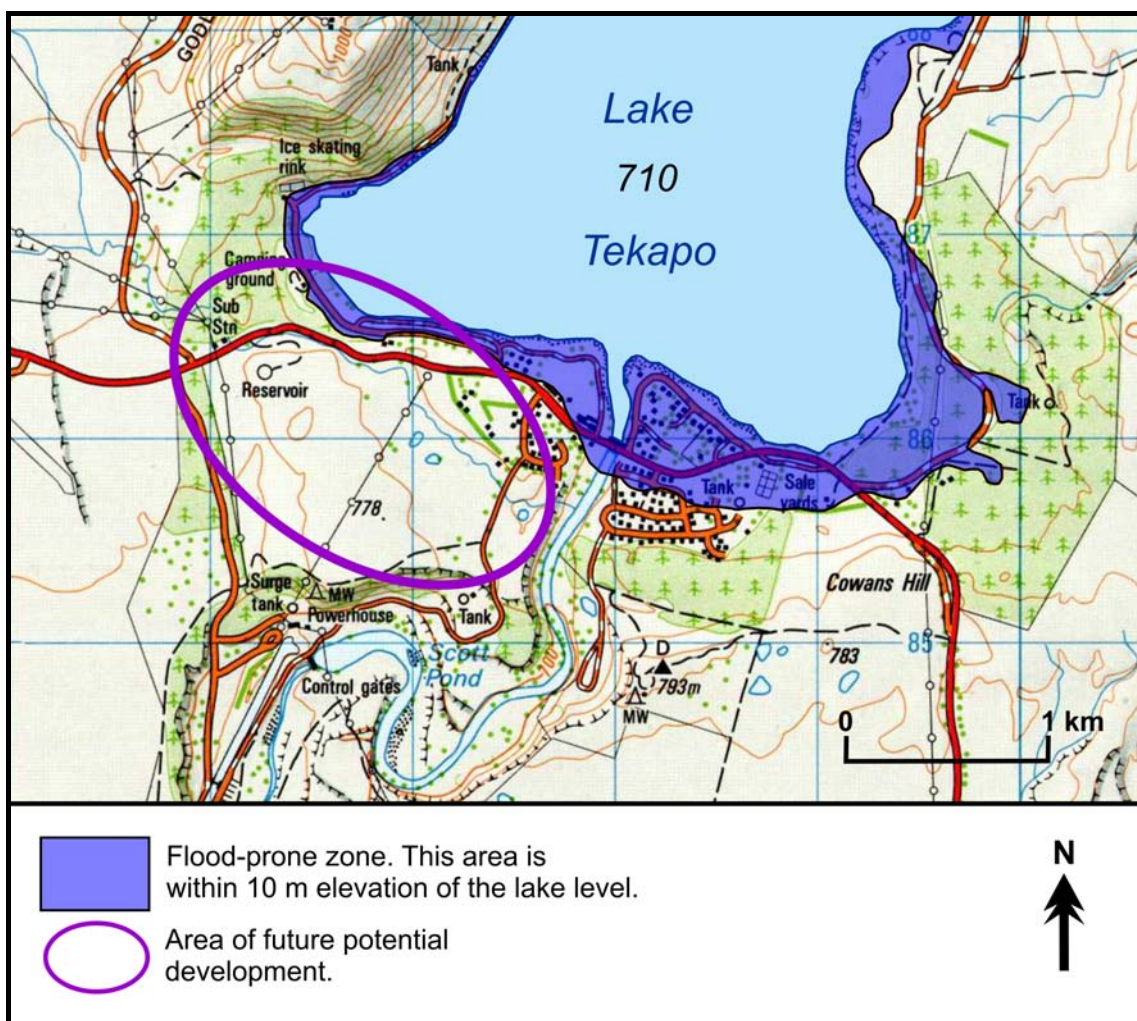 GODL
1000
Tank
Ice skating
rink
Lake
710
Tekapo
87
Camping
ground
Sub
Stn
Reservoir
86
Tank
Tank
Sale
yards
778
Surge
tank
MW
Powerhouse
Tank
Cowans Hill
85
Scott
Pond
D
783
793m
MW
Control gates
0
1 km
Flood-prone zone. This area is
within 10 m elevation of the lake level.
N
Area of future potential
development.